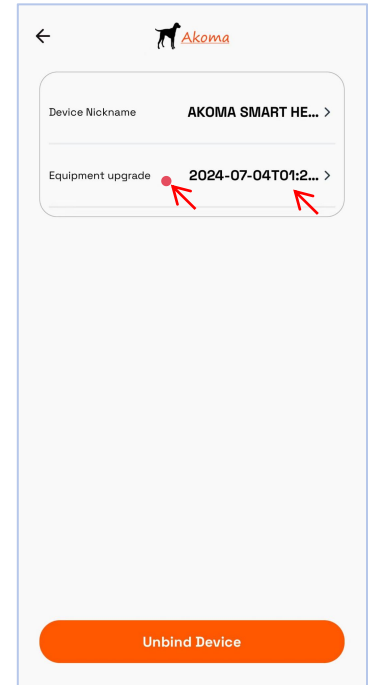 Akoma
Device Nickname AKOMA SMART HE...
Equipment upgrade 2024-07-04T01:2...
Unbind Device